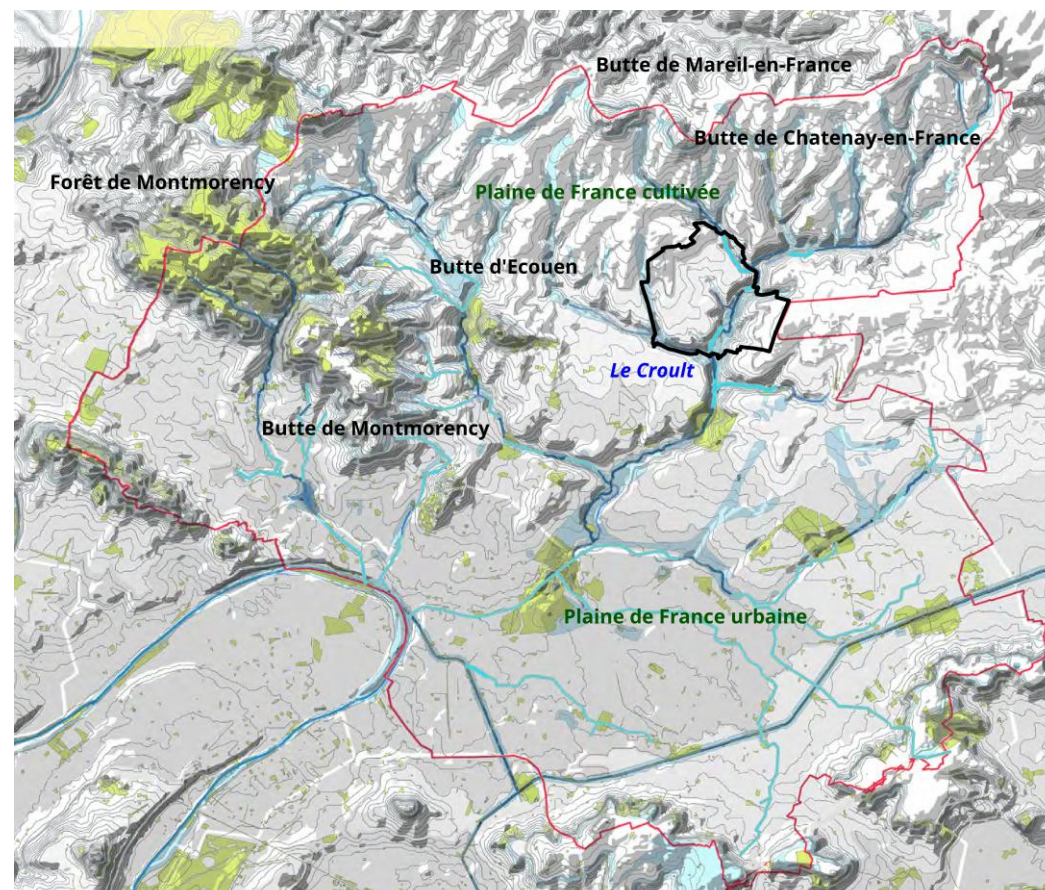 Butte de Mareil-en-France
Butte de Chatenay-en-France
Forêt de Montmorency
Plaine de France cultivée
Butte d'Ecouen
Le Croult
Butte de Montmorency
Plaine de France urbaine